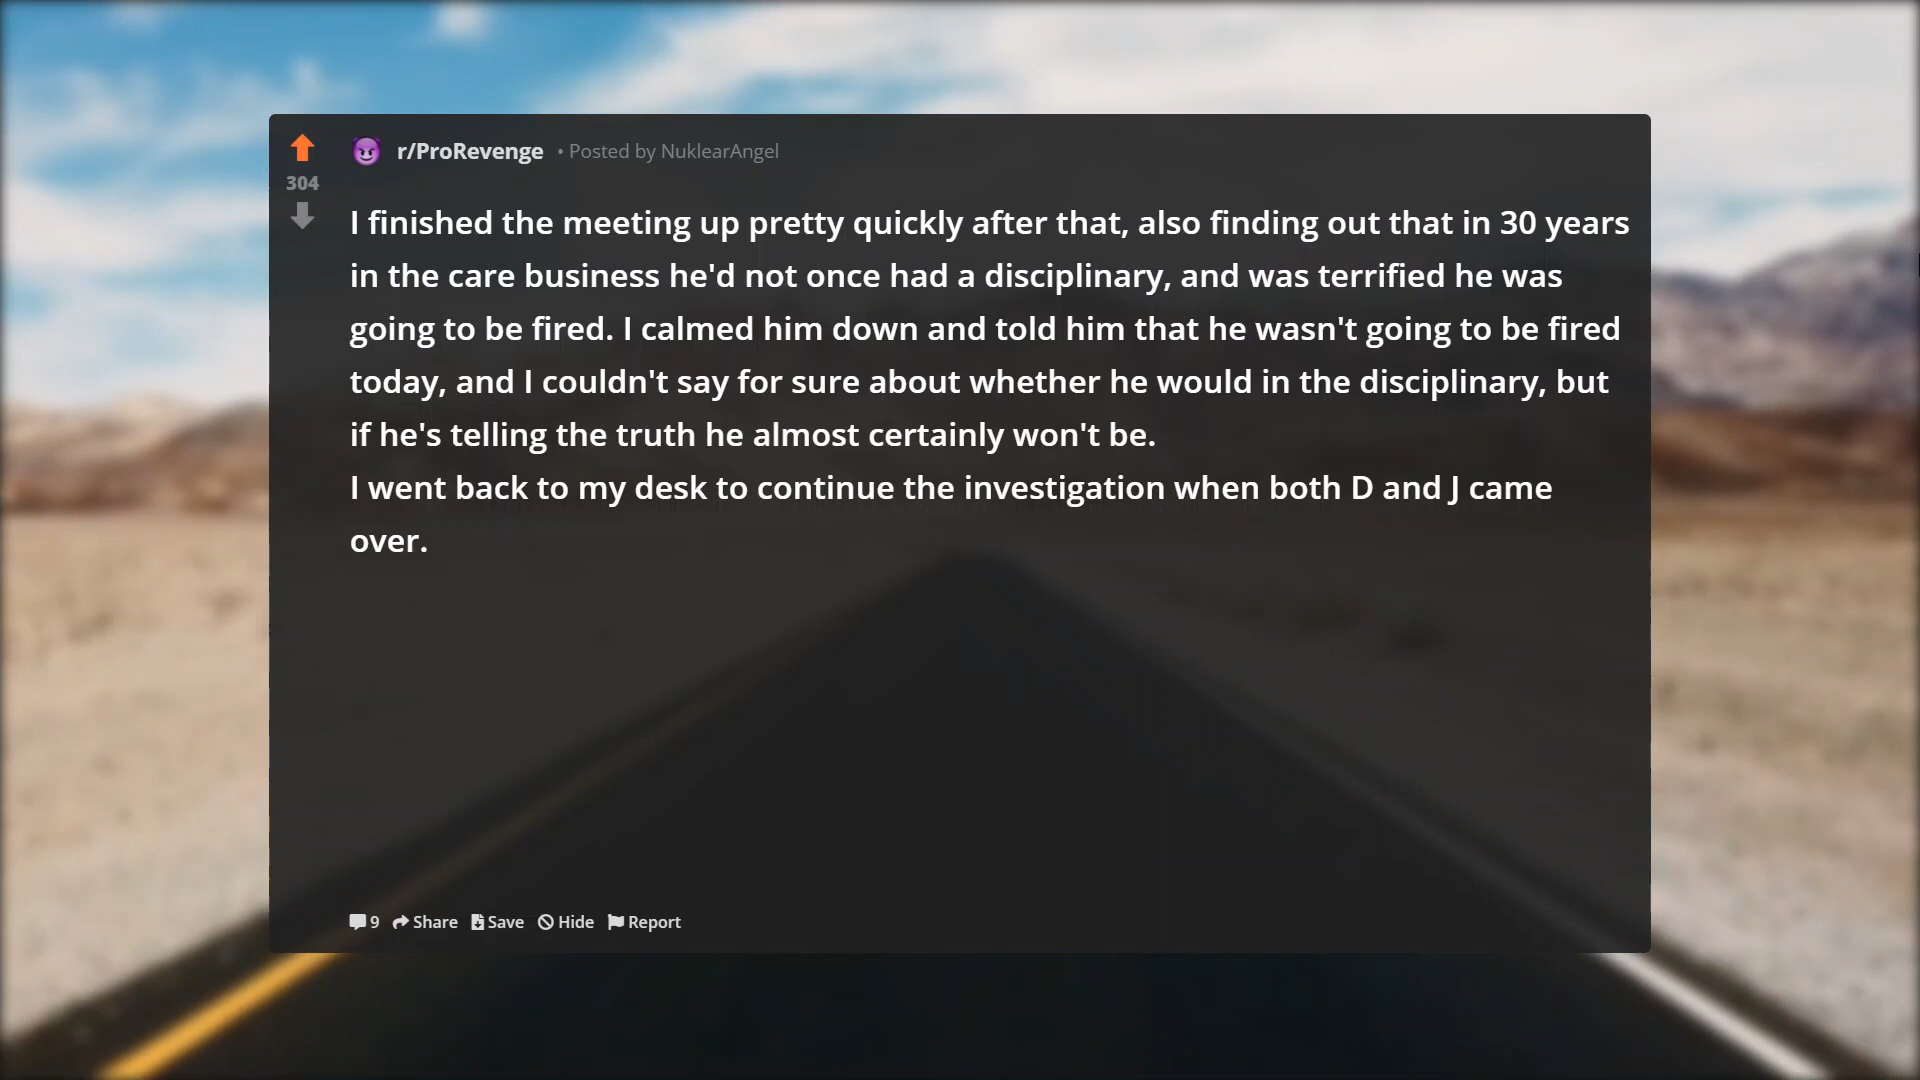 r/ProRevenge • Posted by NuklearAngel
304
I finished the meeting up pretty quickly after that, also finding out that in 30 years
in the care business he'd not once had a disciplinary, and was terrified he was
going to be fired. I calmed him down and told him that he wasn't going to be fired
today, and I couldn't say for sure about whether he would in the disciplinary, but
if he's telling the truth he almost certainly won't be.
I went back to my desk to continue the investigation when both D and J came
over.
9 Share Save Hide Report